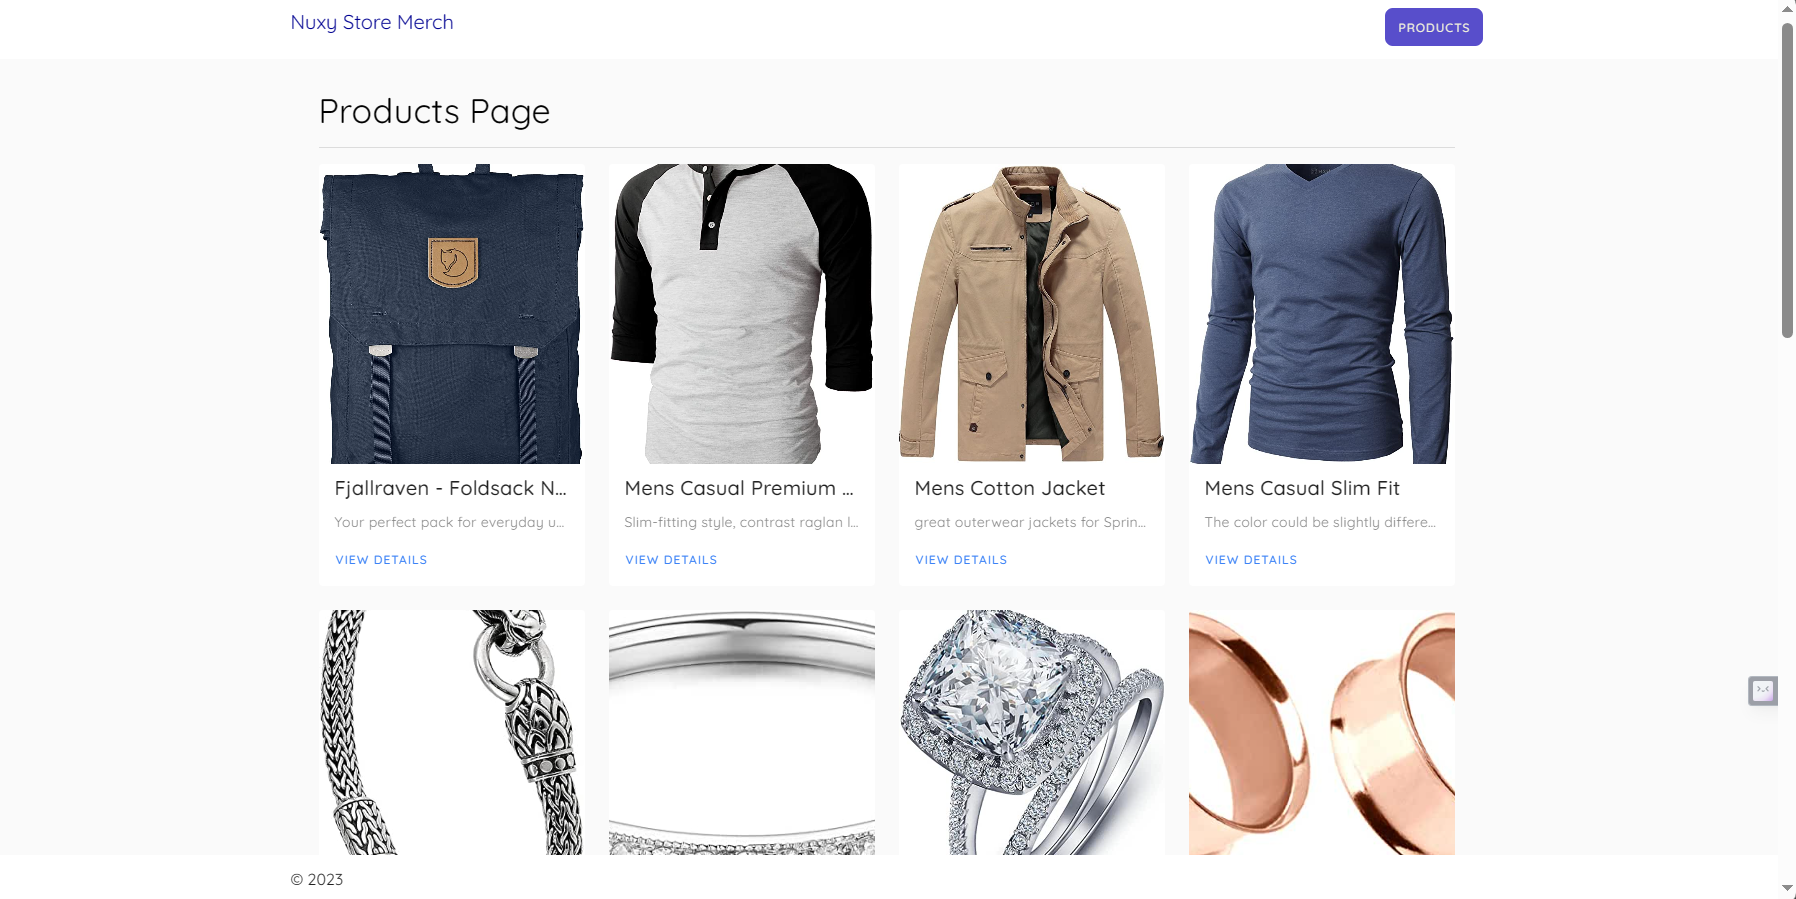 Nuxy Store Merch
PRODUCTS
Products Page
Fjallraven - Foldsack N...
Mens Casual Premium ...
Mens Cotton Jacket
Mens Casual Slim Fit
Your perfect pack for everyday u...
Slim-fitting style, contrast raglan l...
great outerwear jackets for Sprin...
The color could be slightly differe...
VIEW DETAILS
VIEW DETAILS
VIEW DETAILS
VIEW DETAILS
© 2023